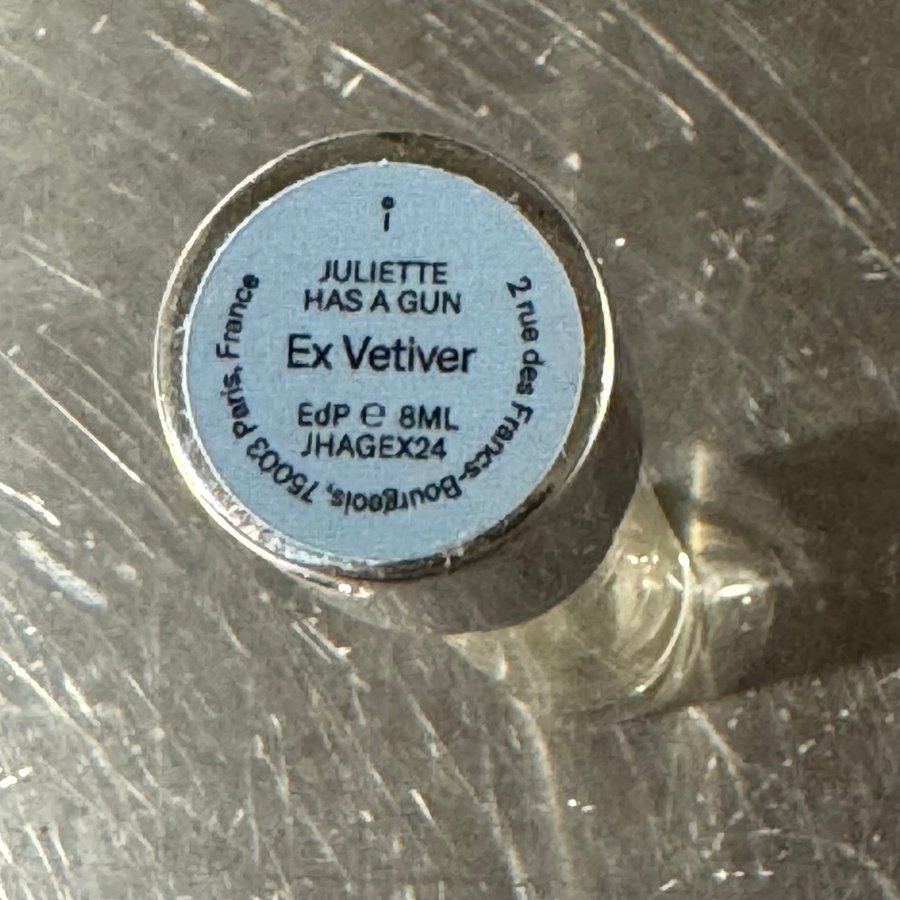 i
JULIETTE
HAS A GUN
Ex Vetiver
EdP ℮ 8ML
JHAGEX24
2 rue des Francs-Bourgeois, 75003 Paris, France